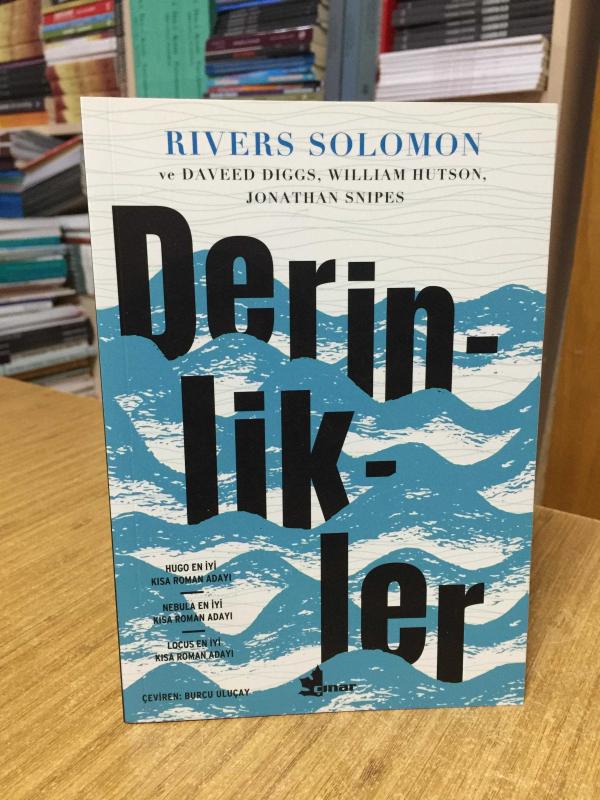 RIVERS SOLOMON
ve DAVEED DIGGS, WILLIAM HUTSON,
JONATHAN SNIPES
Derin-
lik-
ler
HUGO EN İYİ
KISA ROMAN ADAYI
NEBULA EN İYİ
KISA ROMAN ADAYI
LOCUS EN İYİ
KISA ROMAN ADAYI
ÇEVİREN: BURCU ULUÇAY
çınar